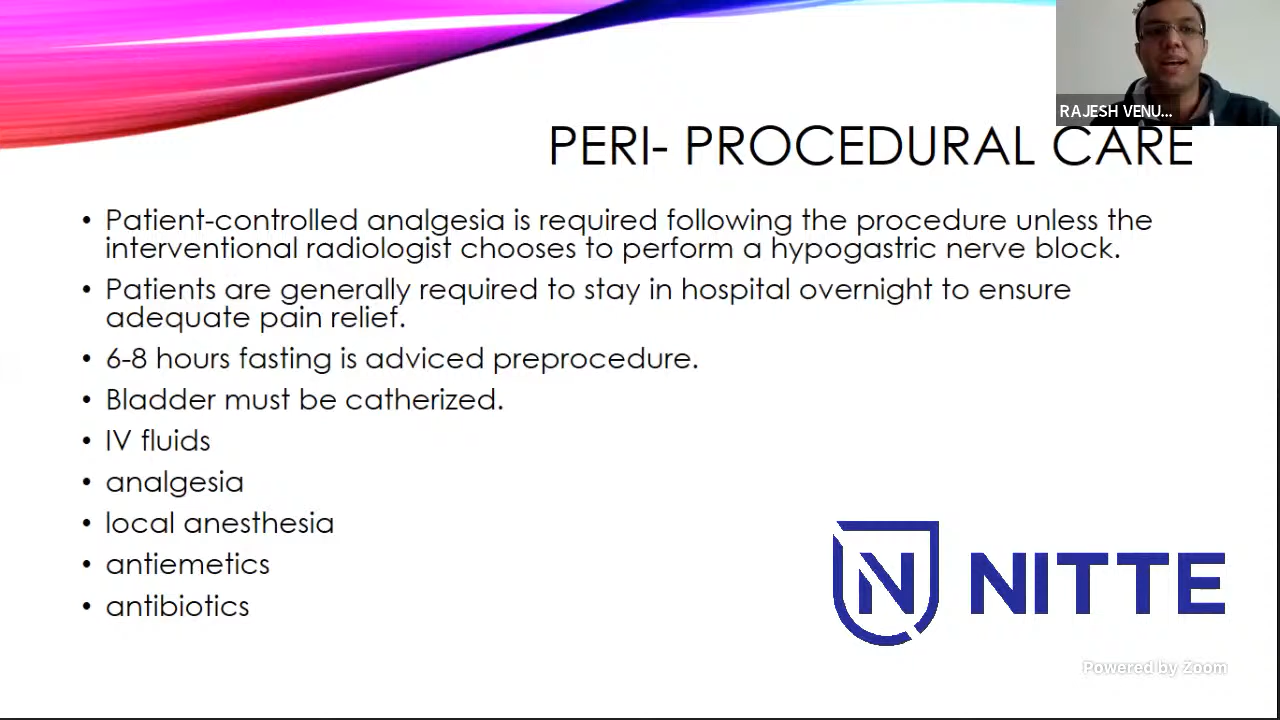 RAJESH VENU...
PERI- PROCEDURAL CARE
• Patient-controlled analgesia is required following the procedure unless the
interventional radiologist chooses to perform a hypogastric nerve block.
• Patients are generally required to stay in hospital overnight to ensure
adequate pain relief.
• 6-8 hours fasting is adviced preprocedure.
• Bladder must be catherized.
• IV fluids
• analgesia
• local anesthesia
• antiemetics
• antibiotics
N NITTE
Powered by Zoom